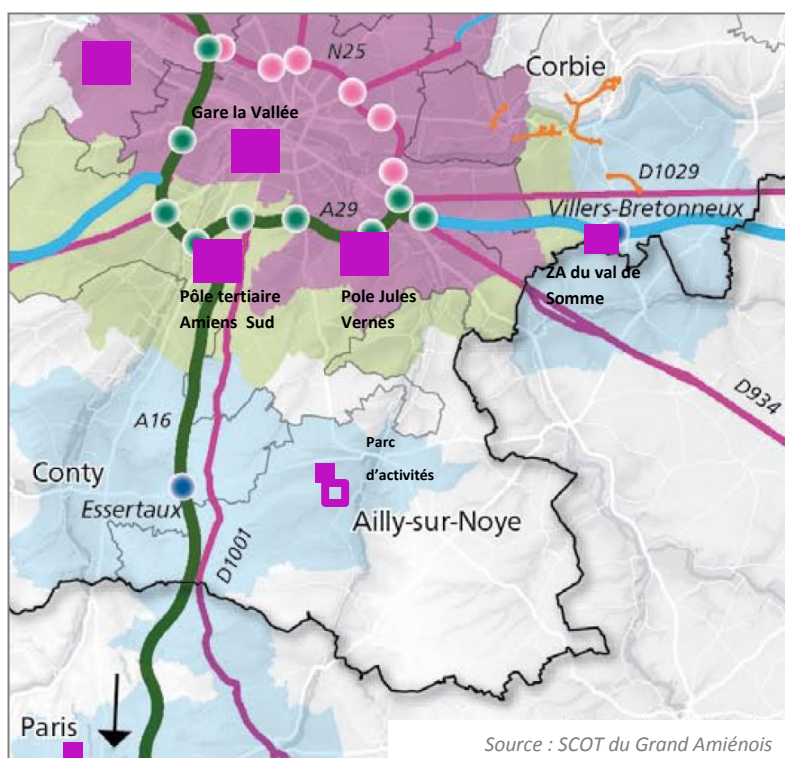 N25
Corbie
Gare la Vallée
D1029
A29
Villers-Bretonneux
Pôle tertiaire
Amiens Sud
Pole Jules
Vernes
ZA du val de
Somme
D934
A16
Parc
d'activités
Conty
Essertaux
Ailly-sur-Noye
D1001
Paris
Source : SCOT du Grand Amiénois